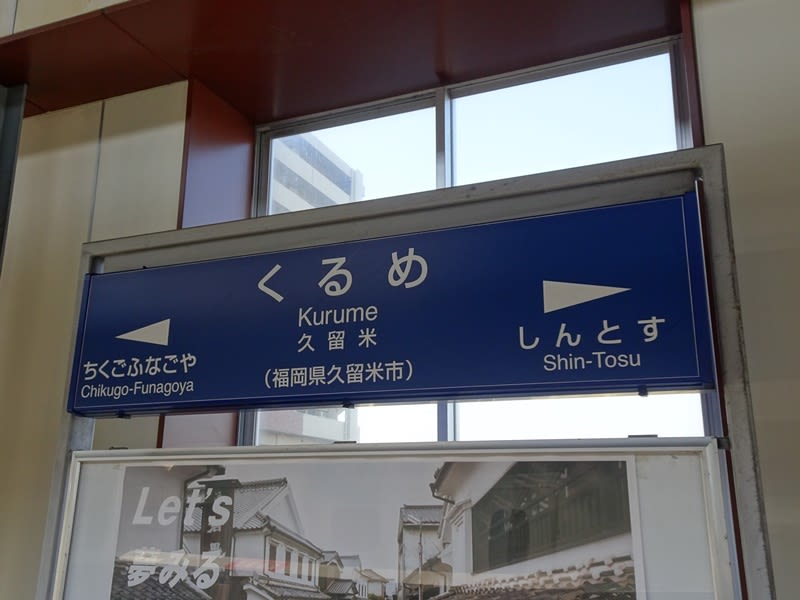 くるめ
Kurume
久留米
(福岡県久留米市)
ちくごふなごや
Chikugo-Funagoya
しんとす
Shin-Tosu
Let's
夢みる